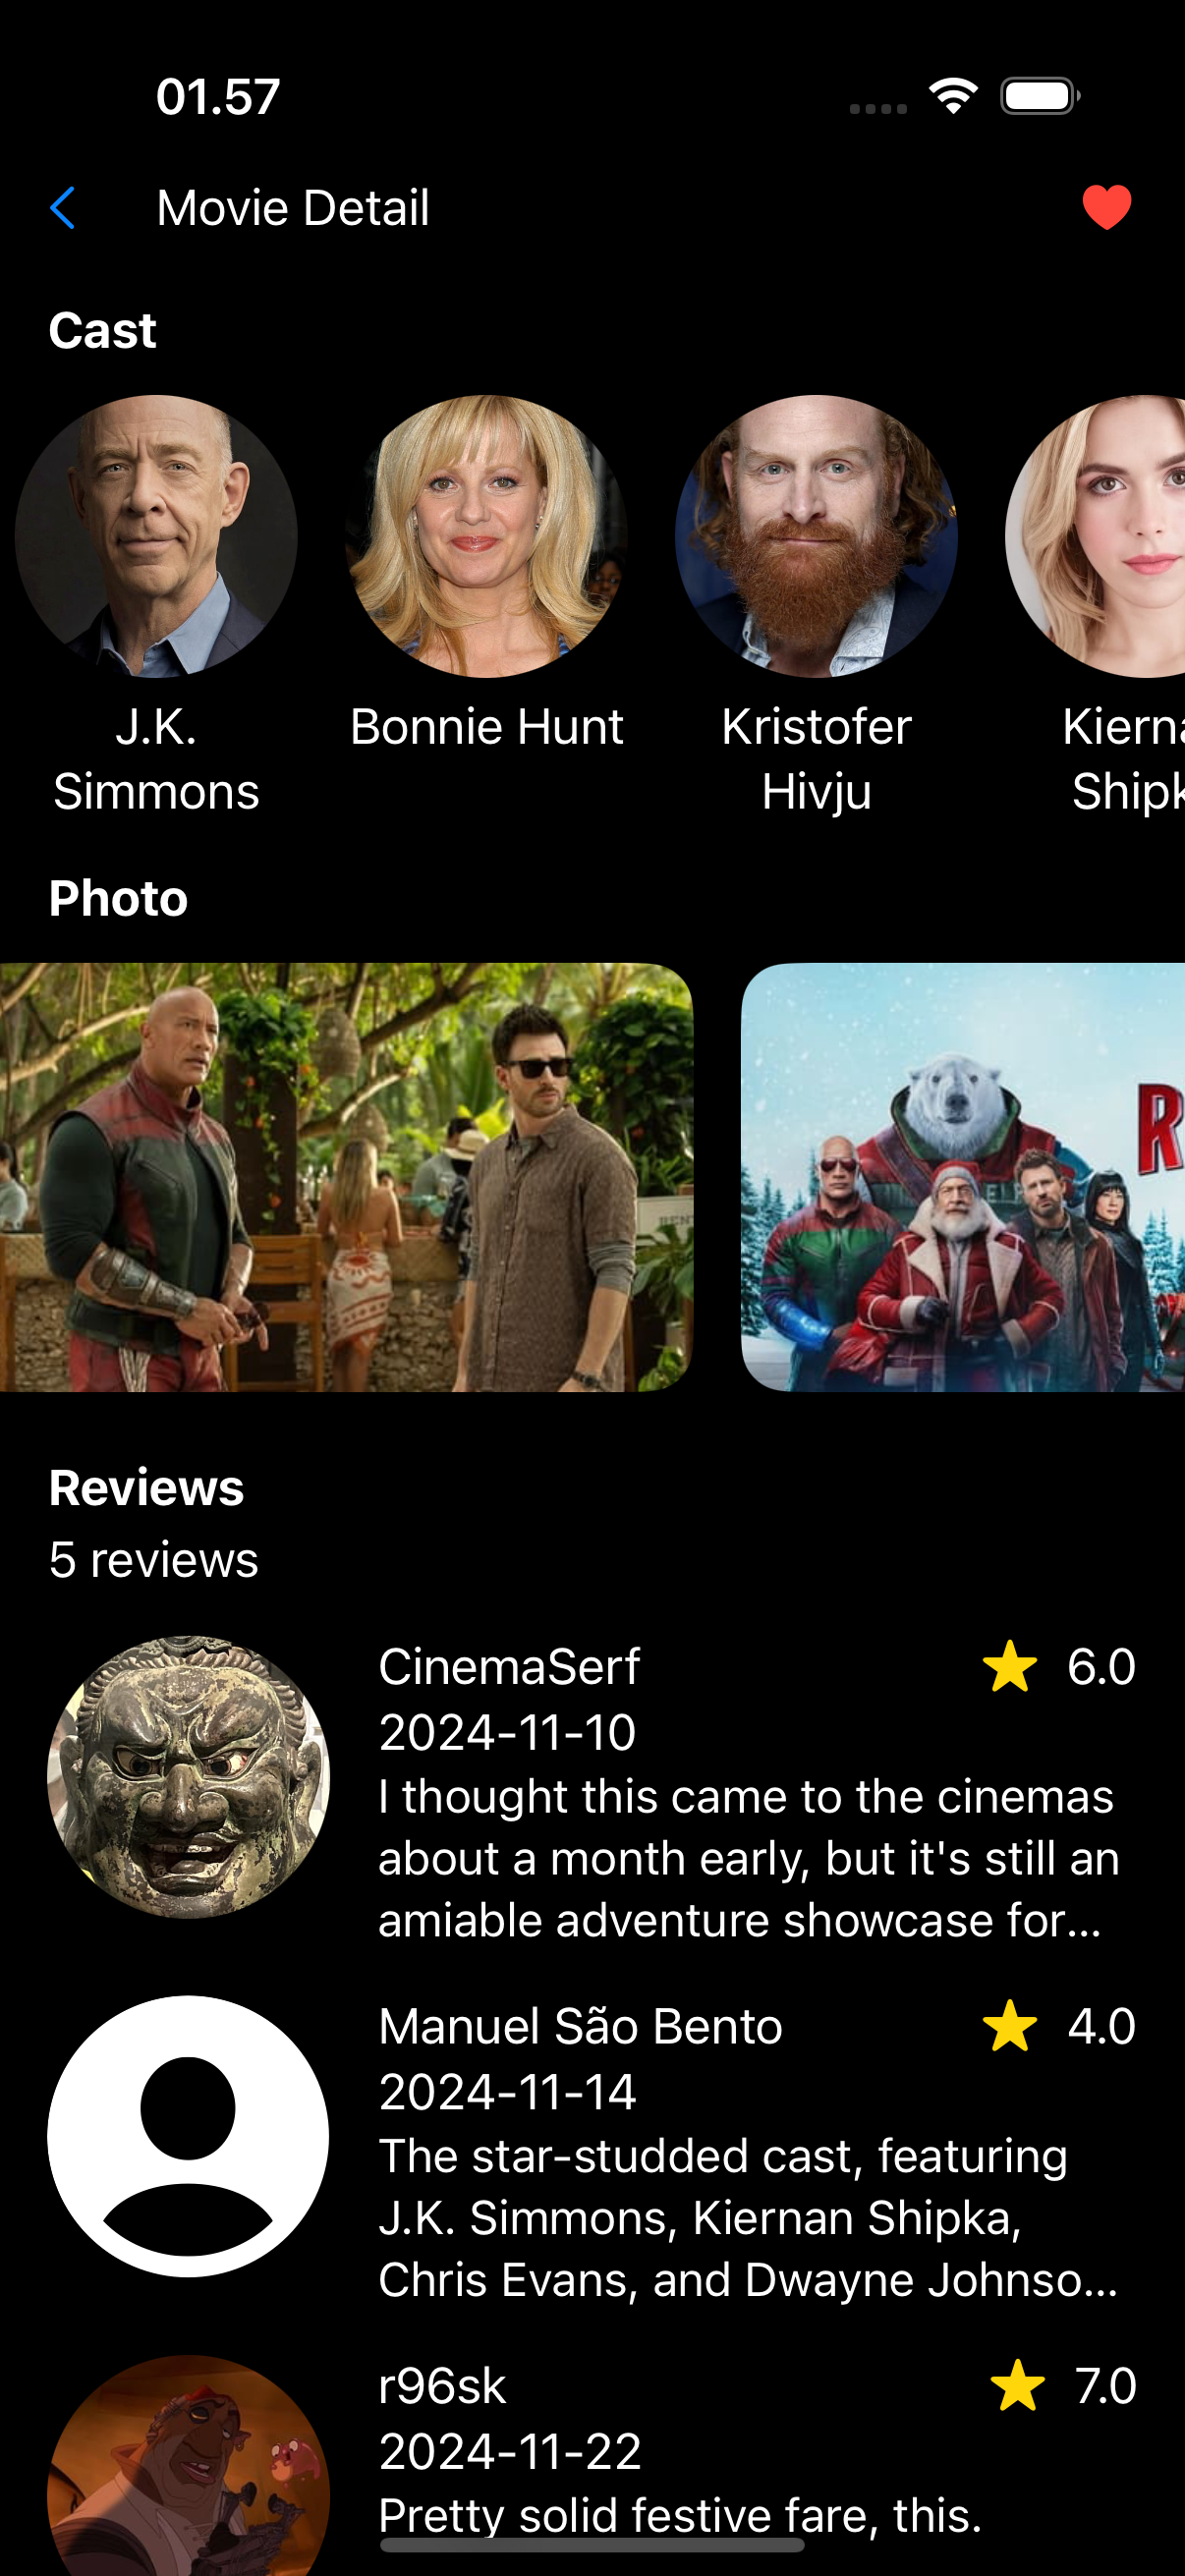 01.57
Movie Detail
Cast
J.K.
Simmons
Bonnie Hunt
Kristofer
Hivju
Kierna
Shipk
Photo
R
Reviews
5 reviews
CinemaSerf
6.0
2024-11-10
I thought this came to the cinemas
about a month early, but it's still an
amiable adventure showcase for...
Manuel São Bento
4.0
2024-11-14
The star-studded cast, featuring
J.K. Simmons, Kiernan Shipka,
Chris Evans, and Dwayne Johnso...
r96sk
7.0
2024-11-22
Pretty solid festive fare, this.